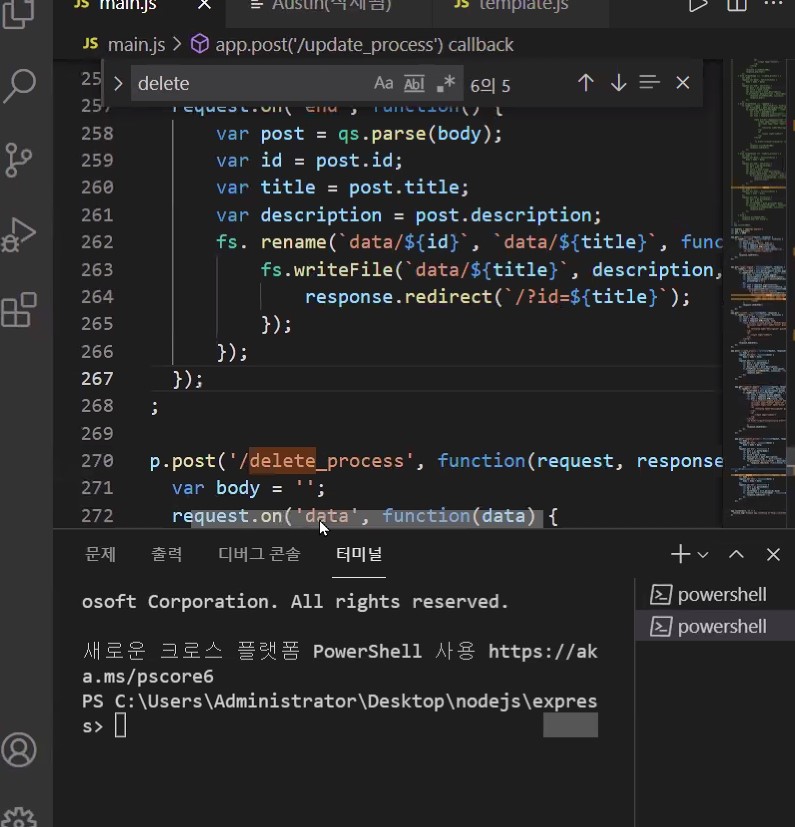 JS main.js
Austin(삭제됨)
JS template.js
JS main.js > app.post('/update_process') callback
delete
Aa Abl .* 6의 5
257 request.on('end', function() {
258 var post = qs.parse(body);
259 var id = post.id;
260 var title = post.title;
261 var description = post.description;
262 fs. rename(`data/${id}`, `data/${title}`, func
263 fs.writeFile(`data/${title}`, description,
264 response.redirect(`/?id=${title}`);
265 });
266 });
267 });
268 ;
269
270 p.post('/delete_process', function(request, response
271 var body = '';
272 request.on('data', function(data) {
문제 출력 디버그 콘솔 터미널
osoft Corporation. All rights reserved.
새로운 크로스 플랫폼 PowerShell 사용 https://ak
a.ms/pscore6
PS C:\Users\Administrator\Desktop\nodejs\expres
s>
powershell
powershell